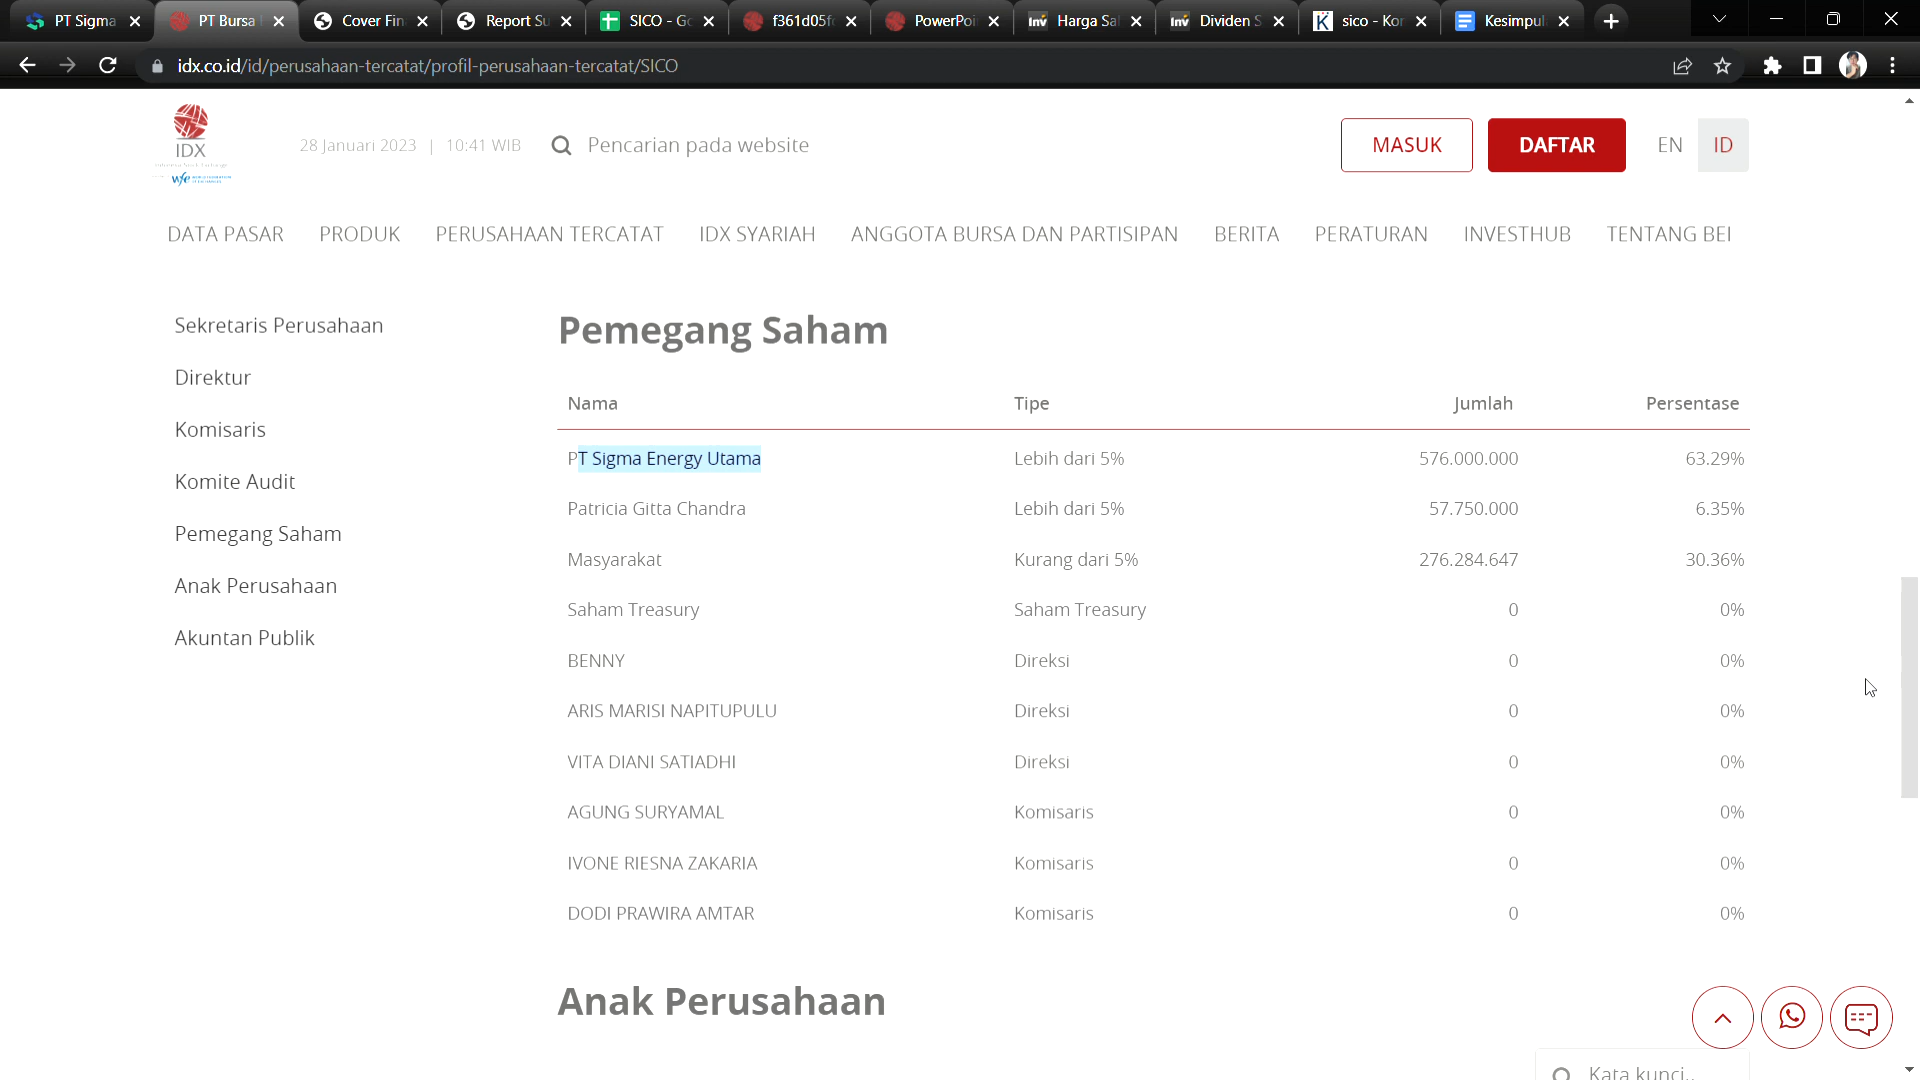 PT Sigma
PT Bursa
Cover Fin
Report Su
SICO - Go
f361d05f
PowerPoi
Harga Sa
Dividen S
sico - Kor
Kesimpul
idx.co.id/id/perusahaan-tercatat/profil-perusahaan-tercatat/SICO
IDX
wfe
28 Januari 2023 | 10:41 WIB
Pencarian pada website
MASUK
DAFTAR
EN
ID
DATA PASAR PRODUK PERUSAHAAN TERCATAT IDX SYARIAH ANGGOTA BURSA DAN PARTISIPAN BERITA PERATURAN INVESTHUB TENTANG BEI
Sekretaris Perusahaan
Direktur
Komisaris
Komite Audit
Pemegang Saham
Anak Perusahaan
Akuntan Publik
Pemegang Saham
Nama Tipe Jumlah Persentase
PT Sigma Energy Utama Lebih dari 5% 576.000.000 63.29%
Patricia Gitta Chandra Lebih dari 5% 57.750.000 6.35%
Masyarakat Kurang dari 5% 276.284.647 30.36%
Saham Treasury Saham Treasury 0 0%
BENNY Direksi 0 0%
ARIS MARISI NAPITUPULU Direksi 0 0%
VITA DIANI SATIADHI Direksi 0 0%
AGUNG SURYAMAL Komisaris 0 0%
IVONE RIESNA ZAKARIA Komisaris 0 0%
DODI PRAWIRA AMTAR Komisaris 0 0%
Anak Perusahaan
Kata kunci..